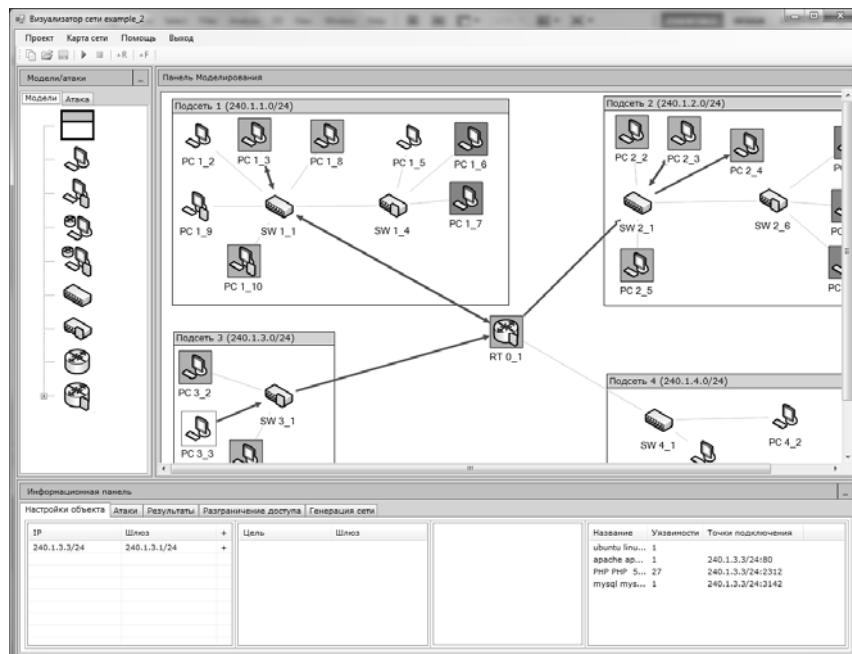 Визуализатор сети example_2
Проект Карта сети Помощь Выход
+R +F
Модели/атаки
Модели Атака
Панель Моделирования
Подсеть 1 (240.1.1.0/24)
PC 1_2
PC 1_3
PC 1_8
PC 1_5
PC 1_6
PC 1_9
SW 1_1
SW 1_4
PC 1_7
PC 1_10
Подсеть 2 (240.1.2.0/24)
PC 2_2
PC 2_3
PC 2_4
PC
SW 2_1
SW 2_6
PC
PC 2_5
PC
RT 0_1
Подсеть 3 (240.1.3.0/24)
PC 3_2
SW 3_1
PC 3_3
Подсеть 4 (240.1.4.0/24)
SW 4_1
PC 4_2
Информационная панель
Настройки объекта Атаки Результаты Разграничение доступа Генерация сети
IP Шлюз +
240.1.3.3/24 240.1.3.1/24 +
Цель Шлюз
Название Уязвимости Точки подключения
ubuntu linu... 1
apache ap... 1 240.1.3.3/24:80
PHP PHP 5... 27 240.1.3.3/24:2312
mysql mys... 1 240.1.3.3/24:3142